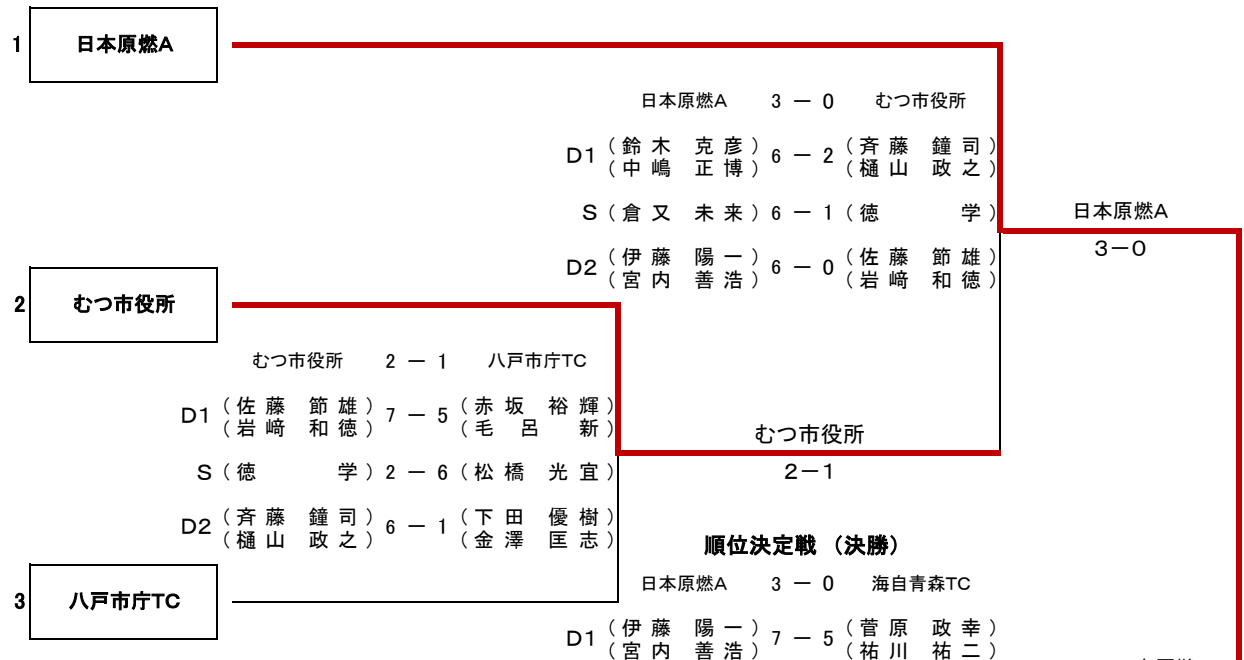 1 日本原燃A
日本原燃A 3 － 0 むつ市役所
D1 (鈴木 克彦) 6 － 2 (斉藤 鐘司)
(中嶋 正博) (樋山 政之)
S (倉又 未来) 6 － 1 (徳 学)
D2 (伊藤 陽一) 6 － 0 (佐藤 節雄)
(宮内 善浩) (岩﨑 和徳)
日本原燃A
3－0
2 むつ市役所
むつ市役所 2 － 1 八戸市庁TC
D1 (佐藤 節雄) 7 － 5 (赤坂 裕輝)
(岩﨑 和徳) (毛呂 新)
S (徳 学) 2 － 6 (松橋 光宜)
D2 (斉藤 鐘司) 6 － 1 (下田 優樹)
(樋山 政之) (金澤 匡志)
むつ市役所
2－1
3 八戸市庁TC
順位決定戦 （決勝）
日本原燃A 3 － 0 海自青森TC
D1 (伊藤 陽一) 7 － 5 (菅原 政幸)
(宮内 善浩) (祐川 祐二)